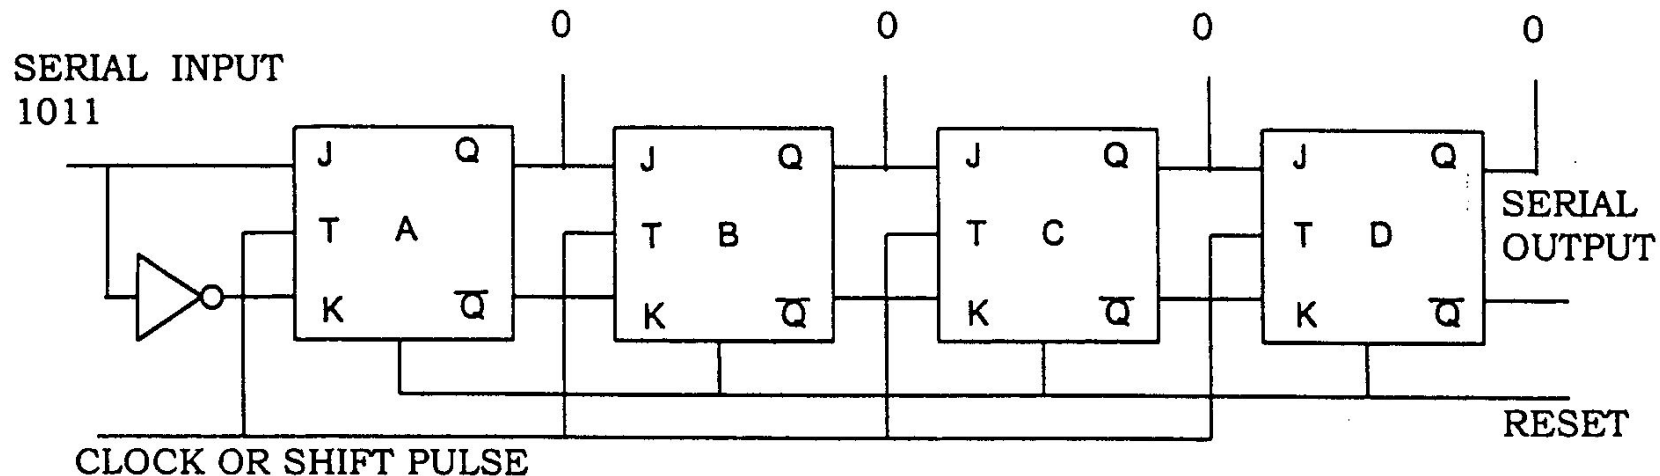 0 0 0 0
SERIAL INPUT
1011
J Q J Q J Q J Q
SERIAL
OUTPUT
T A T B T C T D
K Q̅ K Q̅ K Q̅ K Q̅
RESET
CLOCK OR SHIFT PULSE